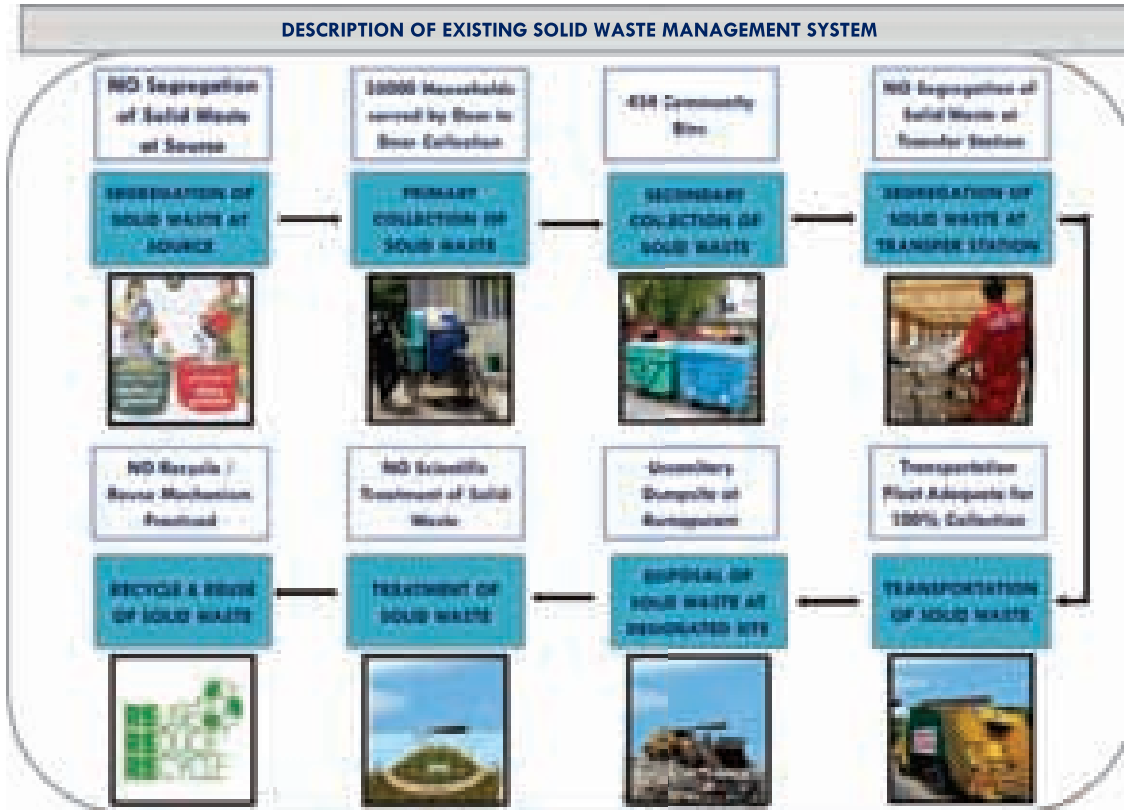 DESCRIPTION OF EXISTING SOLID WASTE MANAGEMENT SYSTEM
NO Segregation
of Solid Waste
at Source
Households
served by Door to
Door Collection
Community
Bins
NO Segregation of
Solid Waste at
Transfer Station
SEGREGATION OF
SOLID WASTE AT
SOURCE
PRIMARY
COLLECTION OF
SOLID WASTE
SECONDARY
COLLECTION OF
SOLID WASTE
SEGREGATION OF
SOLID WASTE AT
TRANSFER STATION
NO Recycle /
Reuse Mechanism
Practised
NO Scientific
Treatment of Solid
Waste
Unsanitary
Dumpsite at
Transportation
Fleet Adequate for
100% Collection
RECYCLE & REUSE
OF SOLID WASTE
TREATMENT OF
SOLID WASTE
DISPOSAL OF
SOLID WASTE AT
DESIGNATED SITE
TRANSPORTATION
OF SOLID WASTE
CYCLE